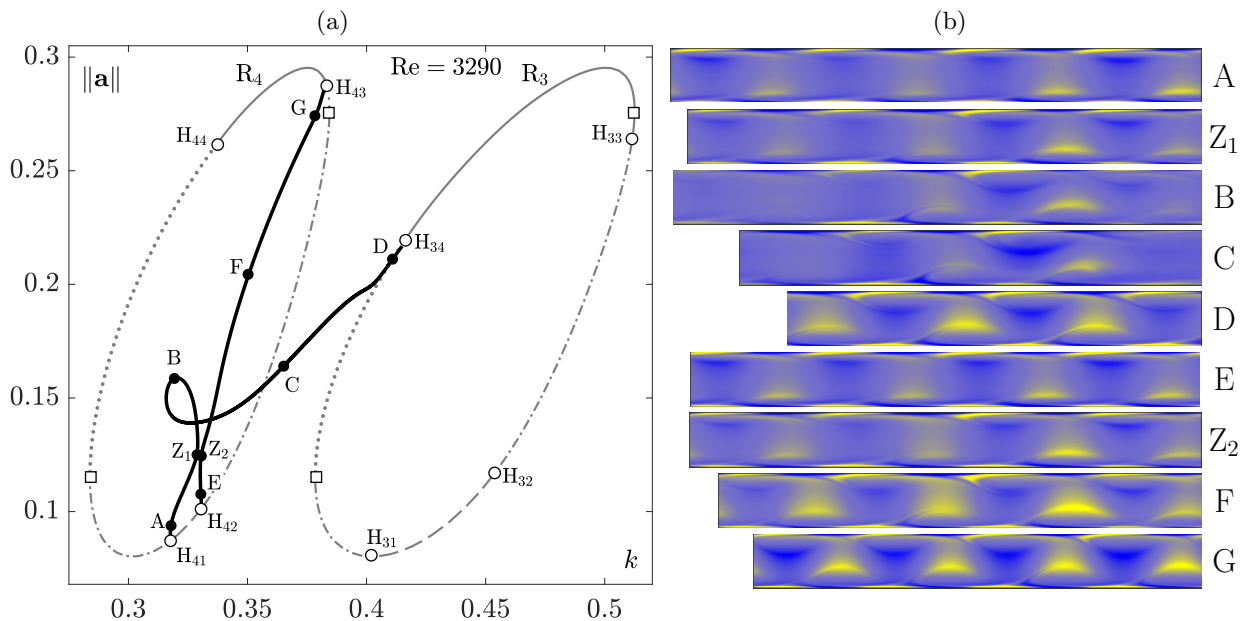 (a)
(b)
0.3
‖a‖
R₄
Re = 3290
R₃
H₄₃
G
H₃₃
H₄₄
0.25
D
H₃₄
F
0.2
B
C
0.15
Z₁
Z₂
H₃₂
E
A
H₄₂
0.1
H₄₁
H₃₁
k
0.3
0.35
0.4
0.45
0.5
A
Z₁
B
C
D
E
Z₂
F
G